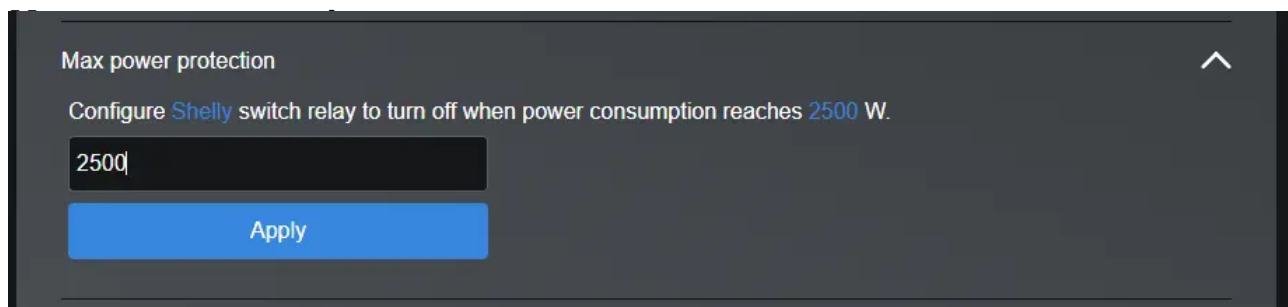 Max power protection
Configure Shelly switch relay to turn off when power consumption reaches 2500 W.
2500
Apply